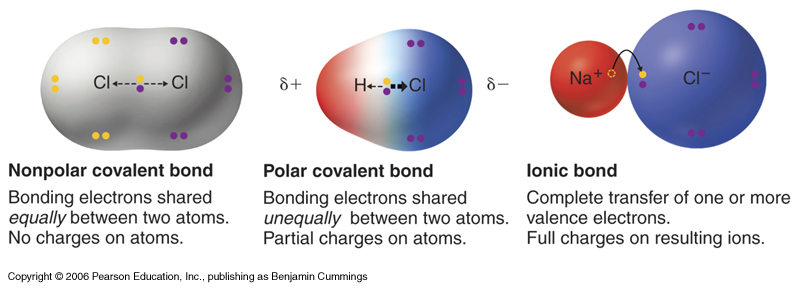 Cl Cl
δ+ H Cl δ−
Na+ Cl−
Nonpolar covalent bond
Bonding electrons shared
equally between two atoms.
No charges on atoms.
Polar covalent bond
Bonding electrons shared
unequally between two atoms.
Partial charges on atoms.
Ionic bond
Complete transfer of one or more
valence electrons.
Full charges on resulting ions.
Copyright © 2006 Pearson Education, Inc., publishing as Benjamin Cummings